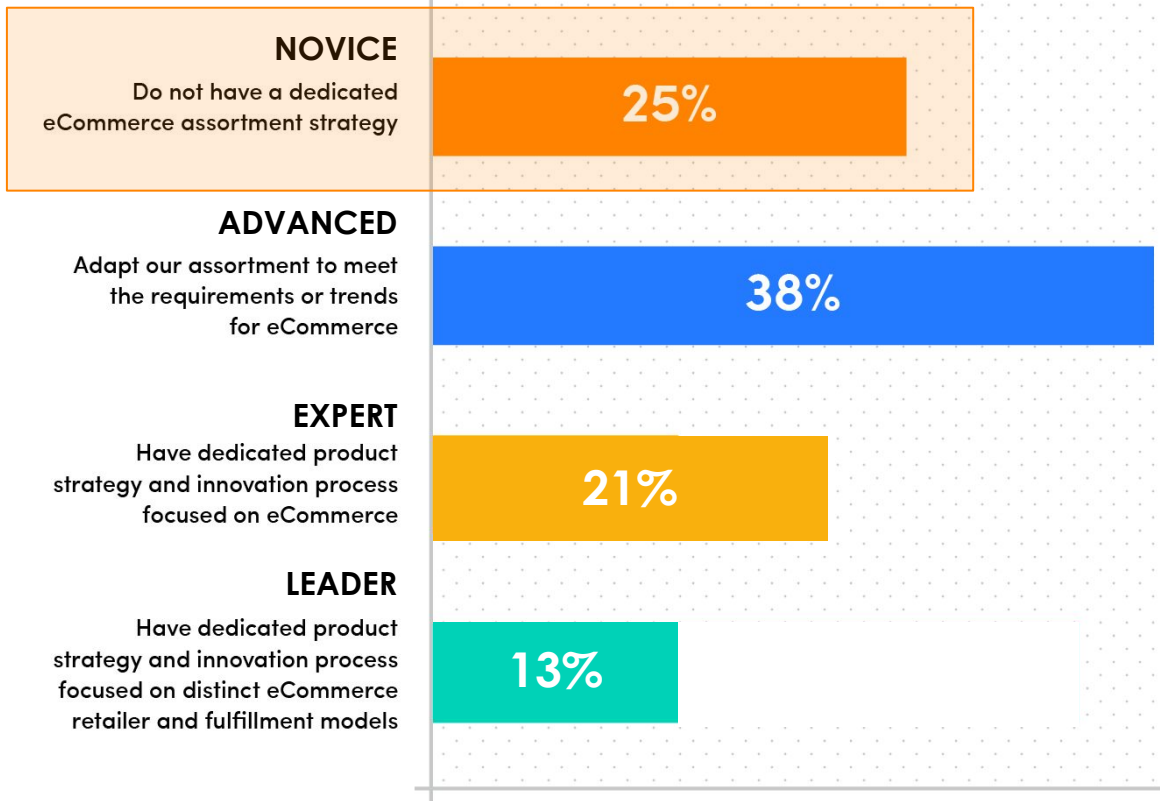 NOVICE
Do not have a dedicated
eCommerce assortment strategy
25%
ADVANCED
Adapt our assortment to meet
the requirements or trends
for eCommerce
38%
EXPERT
Have dedicated product
strategy and innovation process
focused on eCommerce
21%
LEADER
Have dedicated product
strategy and innovation process
focused on distinct eCommerce
retailer and fulfillment models
13%